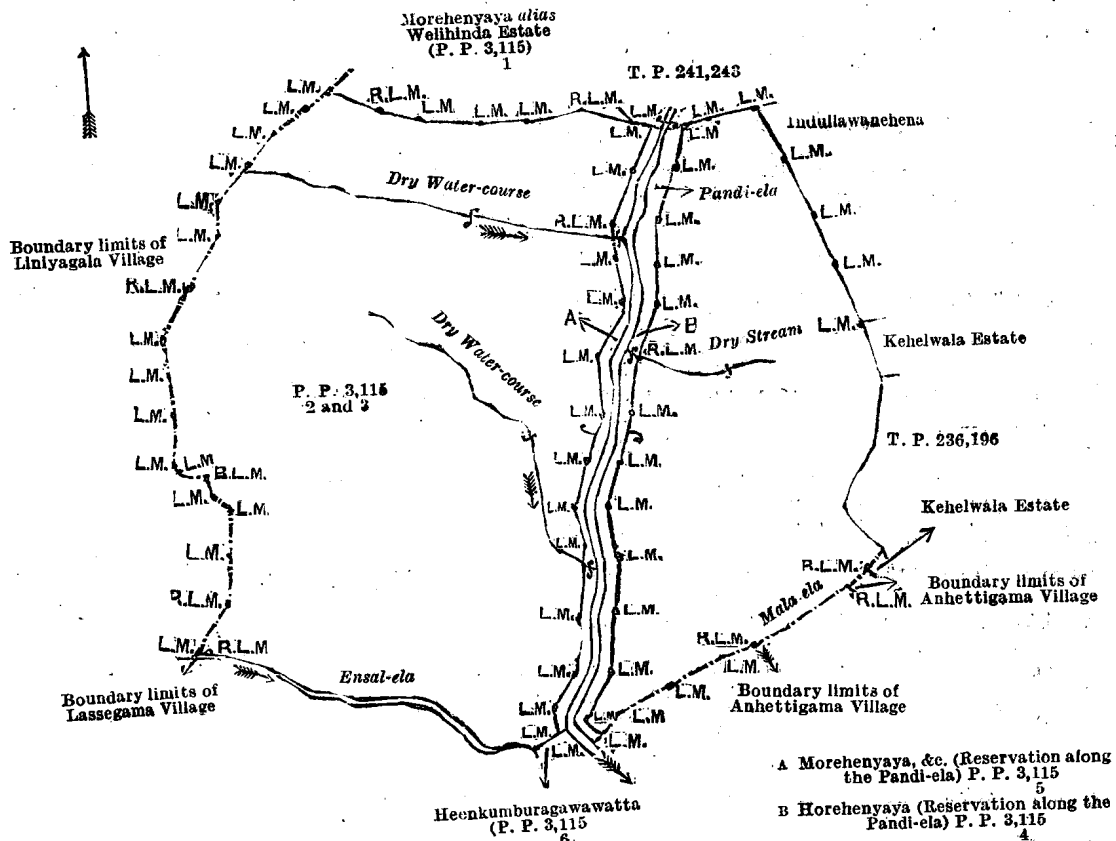 Morehenyaya alias
Welihinda Estate
(P. P. 3,115)
1
T. P. 241,243
L.M.
R.L.M.
L.M.
L.M.
L.M.
R.L.M.
L.M.
L.M.
L.M.
L.M.
L.M.
Indullawanehena
L.M.
L.M.
L.M.
L.M.
L.M.
L.M.
Dry Water-course
Pandi-ela
L.M.
L.M.
R.L.M.
L.M.
L.M.
Boundary limits of
Liniyagala Village
L.M.
L.M.
L.M.
L.M.
R.L.M.
L.M.
L.M.
A
B
L.M.
Dry Water-course
Dry Stream
Kehelwala Estate
L.M.
L.M.
R.L.M.
L.M.
P. P. 3,115
2 and 3
L.M.
L.M.
L.M.
T. P. 236,196
L.M.
L.M.
R.L.M.
L.M.
L.M.
L.M.
L.M.
L.M.
L.M.
Kehelwala Estate
L.M.
L.M.
L.M.
R.L.M.
Boundary limits of
Anhettigama Village
R.L.M.
R.L.M.
Mala-ela
L.M.
L.M.
R.L.M.
L.M.
R.L.M
L.M.
L.M.
L.M.
Ensal-ela
L.M.
Boundary limits of
Anhettigama Village
Boundary limits of
Lassegama Village
L.M.
L.M
L.M
L.M.
L.M.
L.M.
Heenkumburagawawatta
(P. P. 3,115
6
A Morehenyaya, &c. (Reservation along
the Pandi-ela) P. P. 3,115
5
B Horehenyaya (Reservation along the
Pandi-ela) P. P. 3,115
4